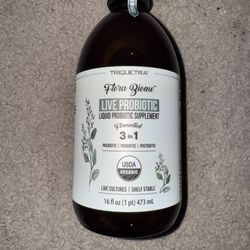 TRIQUETRA®
Flora Biome™
LIVE PROBIOTIC
LIQUID PROBIOTIC SUPPLEMENT
Fermented
3 in 1
PREBIOTIC | PROBIOTIC | POSTBIOTIC
USDA
ORGANIC
LIVE CULTURES | SHELF STABLE
16 fl oz (1 pt) 473 mL